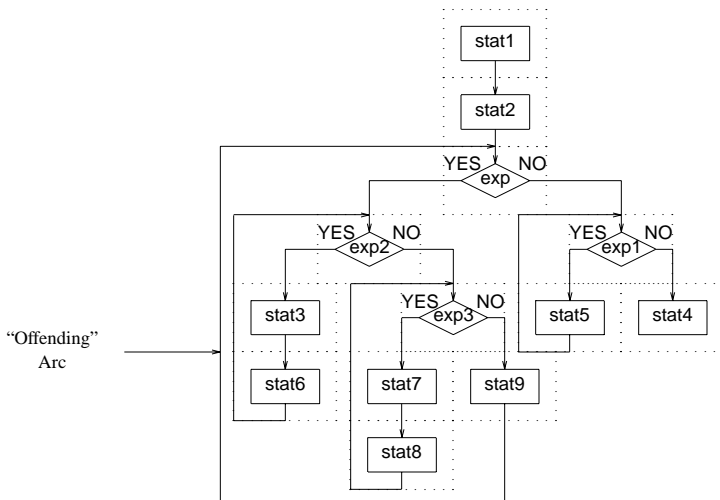 stat1
stat2
YES NO
exp
YES NO
exp2
YES NO
exp1
stat3
YES NO
exp3
stat5
stat4
“Offending”
Arc
stat6
stat7
stat9
stat8